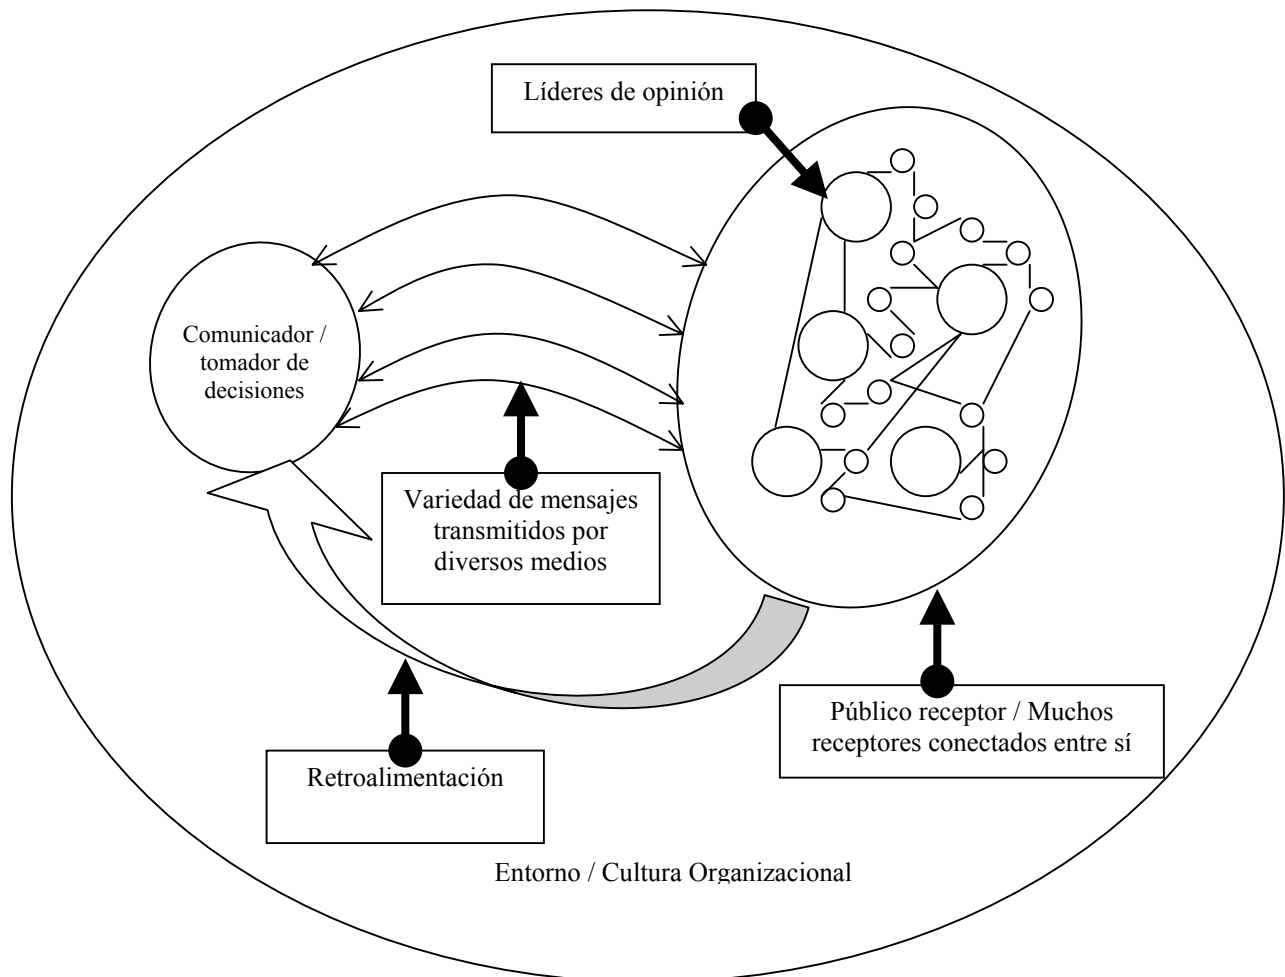 Líderes de opinión
Comunicador /
tomador de
decisiones
Variedad de mensajes
transmitidos por
diversos medios
Público receptor / Muchos
receptores conectados entre sí
Retroalimentación
Entorno / Cultura Organizacional